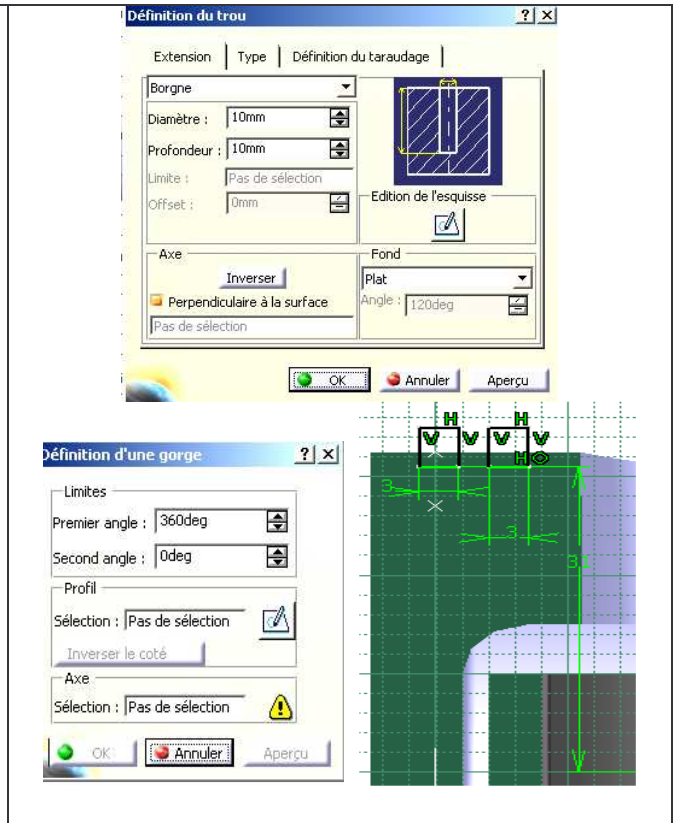 Définition du trou
Extension Type Définition du taraudage
Borgne
Diamètre : 10mm
Profondeur : 10mm
Limite : Pas de sélection
Offset : 0mm
Edition de l'esquisse
Axe
Inverser
Perpendiculaire à la surface
Pas de sélection
Fond
Plat
Angle : 120deg
OK Annuler Aperçu
Définition d'une gorge
Limites
Premier angle : 360deg
Second angle : 0deg
Profil
Sélection : Pas de sélection
Inverser le coté
Axe
Sélection : Pas de sélection
OK Annuler Aperçu
H H
V V V V
H
3
3
31